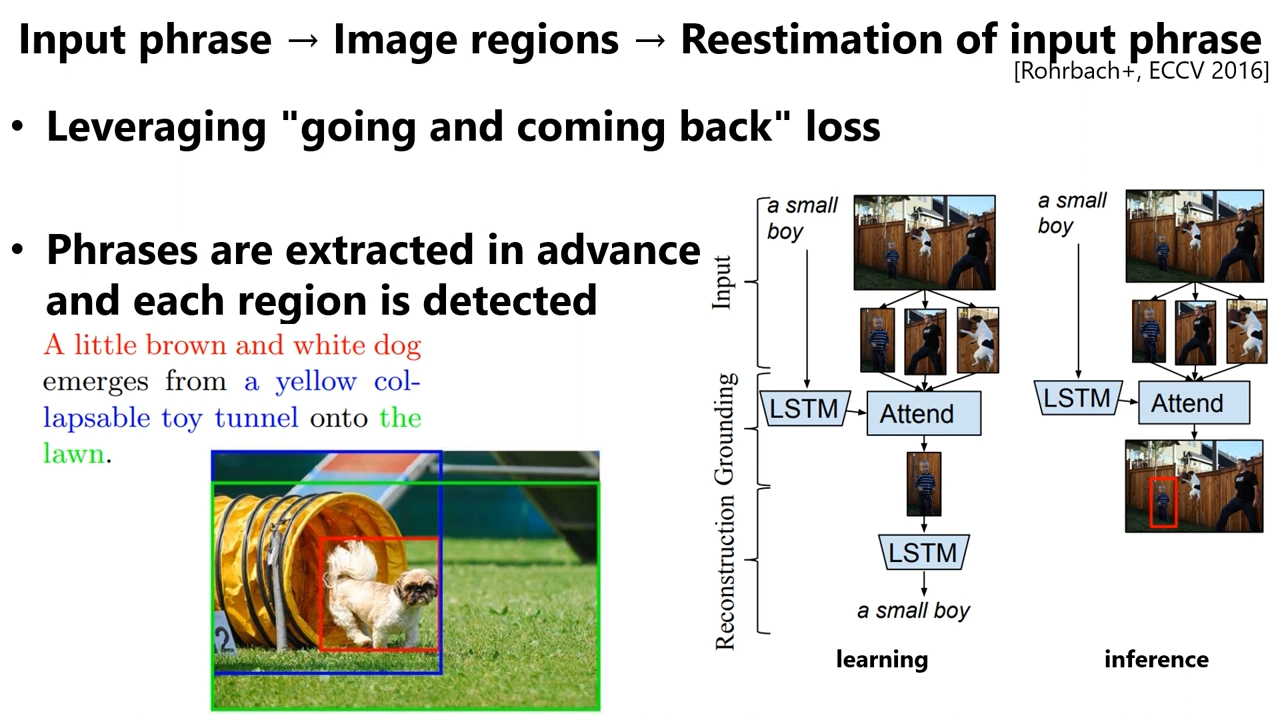 Input phrase → Image regions → Reestimation of input phrase
[Rohrbach+, ECCV 2016]
• Leveraging "going and coming back" loss
• Phrases are extracted in advance
and each region is detected
A little brown and white dog
emerges from a yellow col-
lapsable toy tunnel onto the
lawn.
2
Input
Grounding
Reconstruction
a small
boy
LSTM
Attend
LSTM
a small boy
learning
a small
boy
LSTM
Attend
inference